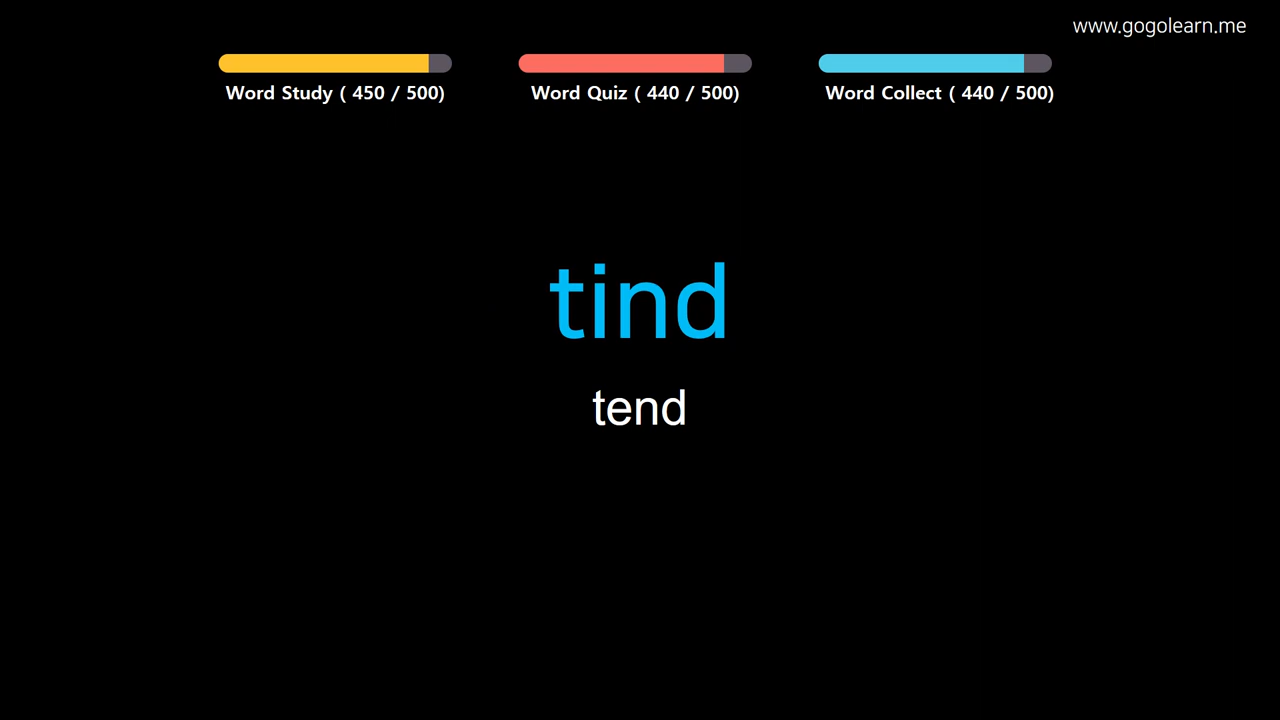 www.gogolearn.me
Word Study ( 450 / 500)
Word Quiz ( 440 / 500)
Word Collect ( 440 / 500)
tind
tend